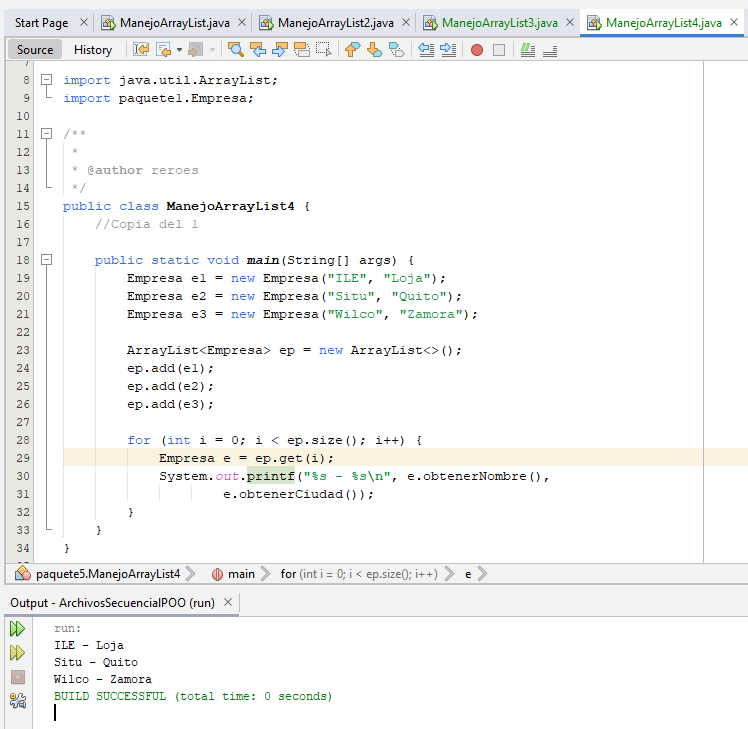 Start Page ManejoArrayList.java ManejoArrayList2.java ManejoArrayList3.java ManejoArrayList4.java
Source History
7
8 import java.util.ArrayList;
9 import paquete1.Empresa;
10
11 /**
12 *
13 * @author reroes
14 */
15 public class ManejoArrayList4 {
16 //Copia del 1
17
18 public static void main(String[] args) {
19 Empresa e1 = new Empresa("ILE", "Loja");
20 Empresa e2 = new Empresa("Situ", "Quito");
21 Empresa e3 = new Empresa("Wilco", "Zamora");
22
23 ArrayList<Empresa> ep = new ArrayList<>();
24 ep.add(e1);
25 ep.add(e2);
26 ep.add(e3);
27
28 for (int i = 0; i < ep.size(); i++) {
29 Empresa e = ep.get(i);
30 System.out.printf("%s - %s\n", e.obtenerNombre(),
31 e.obtenerCiudad());
32 }
33 }
34 }
paquete5.ManejoArrayList4 main for (int i = 0; i < ep.size(); i++) e
Output - ArchivosSecuencialPOO (run)
run:
ILE - Loja
Situ - Quito
Wilco - Zamora
BUILD SUCCESSFUL (total time: 0 seconds)